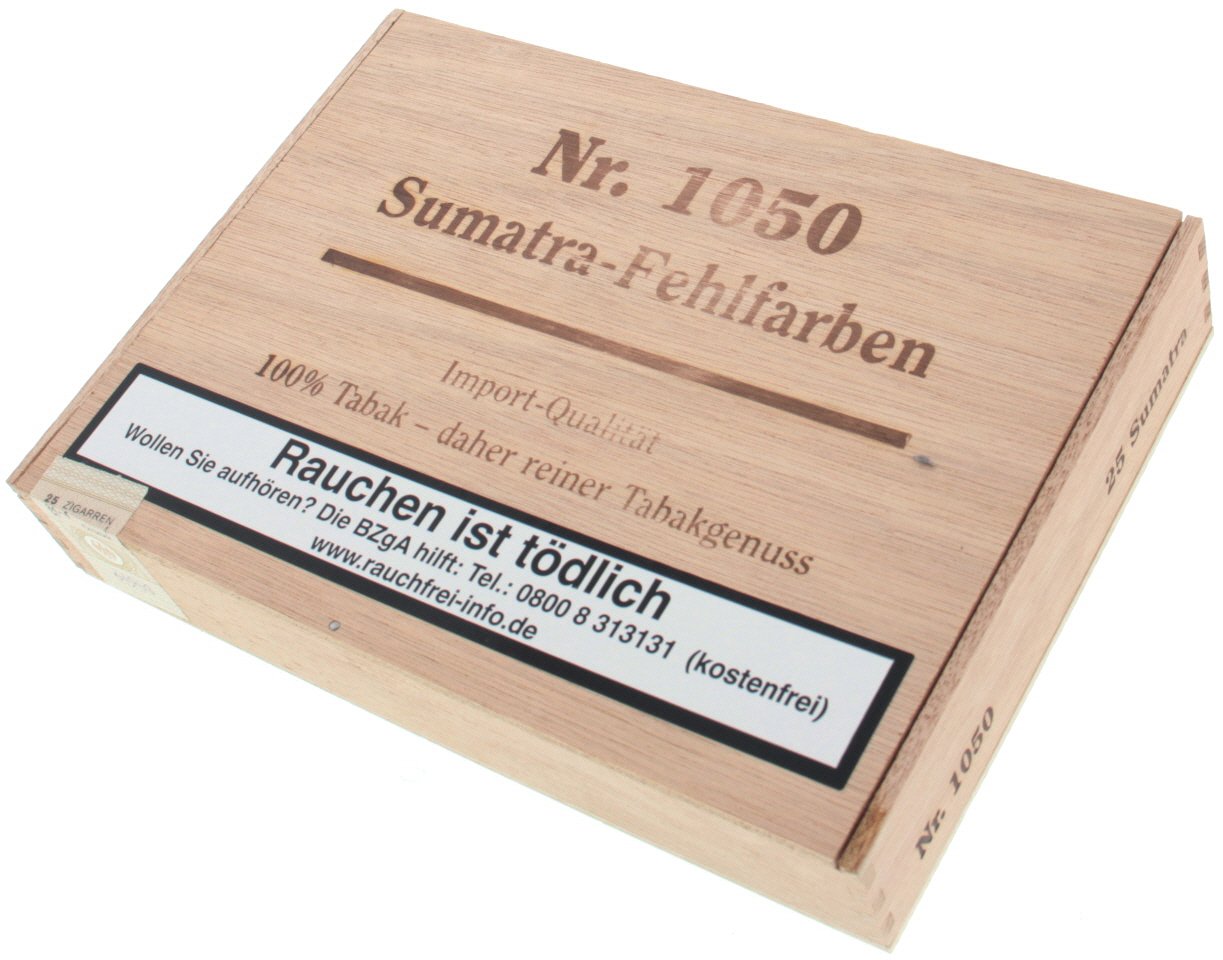 Nr. 1050
Sumatra-Fehlfarben
Import-Qualität
100% Tabak – daher reiner Tabakgenuss
Rauchen ist tödlich
Wollen Sie aufhören? Die BZgA hilft: Tel.: 0800 8 313131 (kostenfrei)
www.rauchfrei-info.de
25 ZIGARREN
25 Sumatra
Nr. 1050